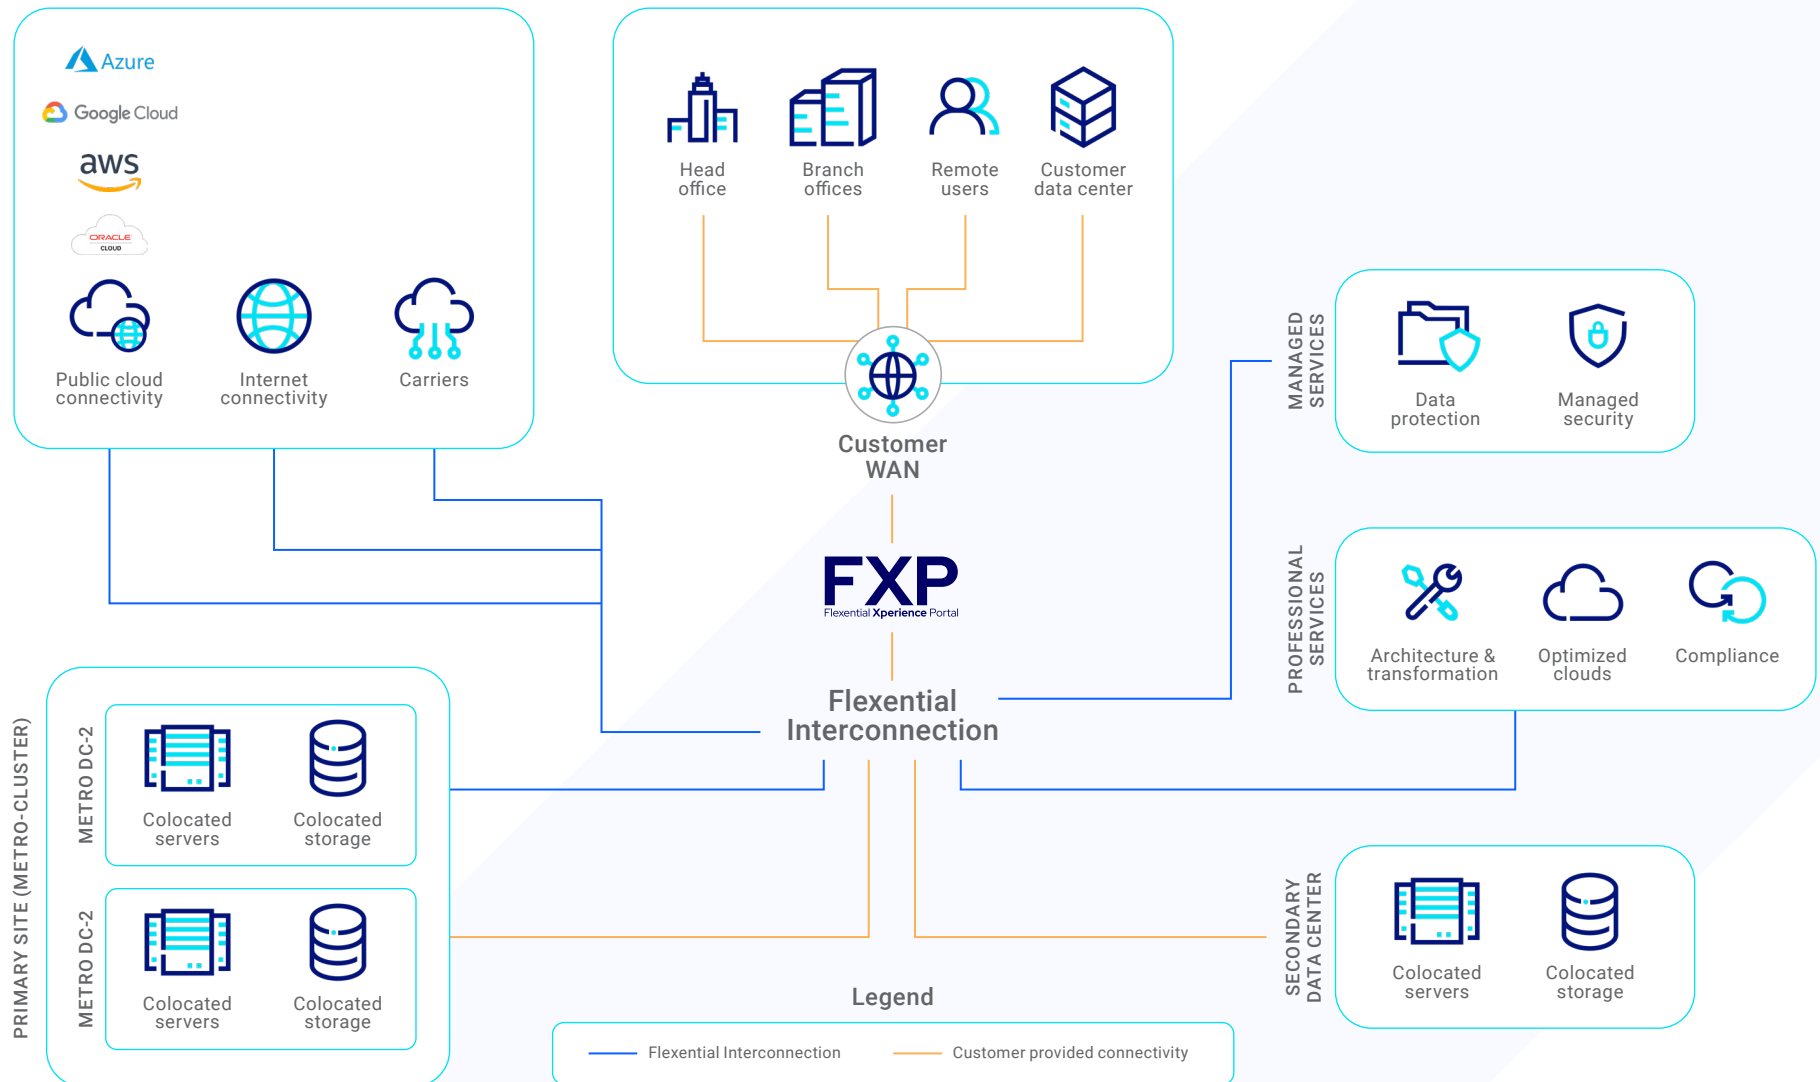 Azure
Google Cloud
aws
ORACLE
CLOUD
Public cloud
connectivity
Internet
connectivity
Carriers
Head
office
Branch
offices
Remote
users
Customer
data center
Customer
WAN
FXP
Flexential Xperience Portal
Flexential
Interconnection
MANAGED
SERVICES
Data
protection
Managed
security
PROFESSIONAL
SERVICES
Architecture &
transformation
Optimized
clouds
Compliance
PRIMARY SITE (METRO-CLUSTER)
METRO DC-2
Colocated
servers
Colocated
storage
METRO DC-2
Colocated
servers
Colocated
storage
SECONDARY
DATA CENTER
Colocated
servers
Colocated
storage
Legend
Flexential Interconnection
Customer provided connectivity